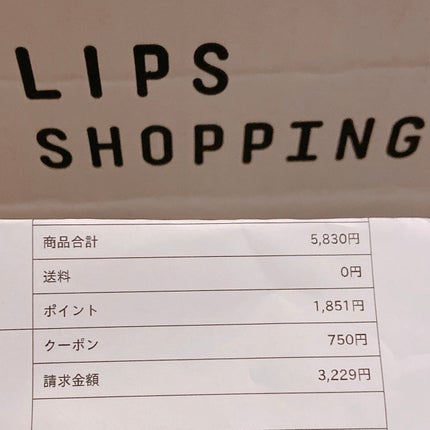 LIPS
SHOPPING
商品合計 5,830円
送料 0円
ポイント 1,851円
クーポン 750円
請求金額 3,229円